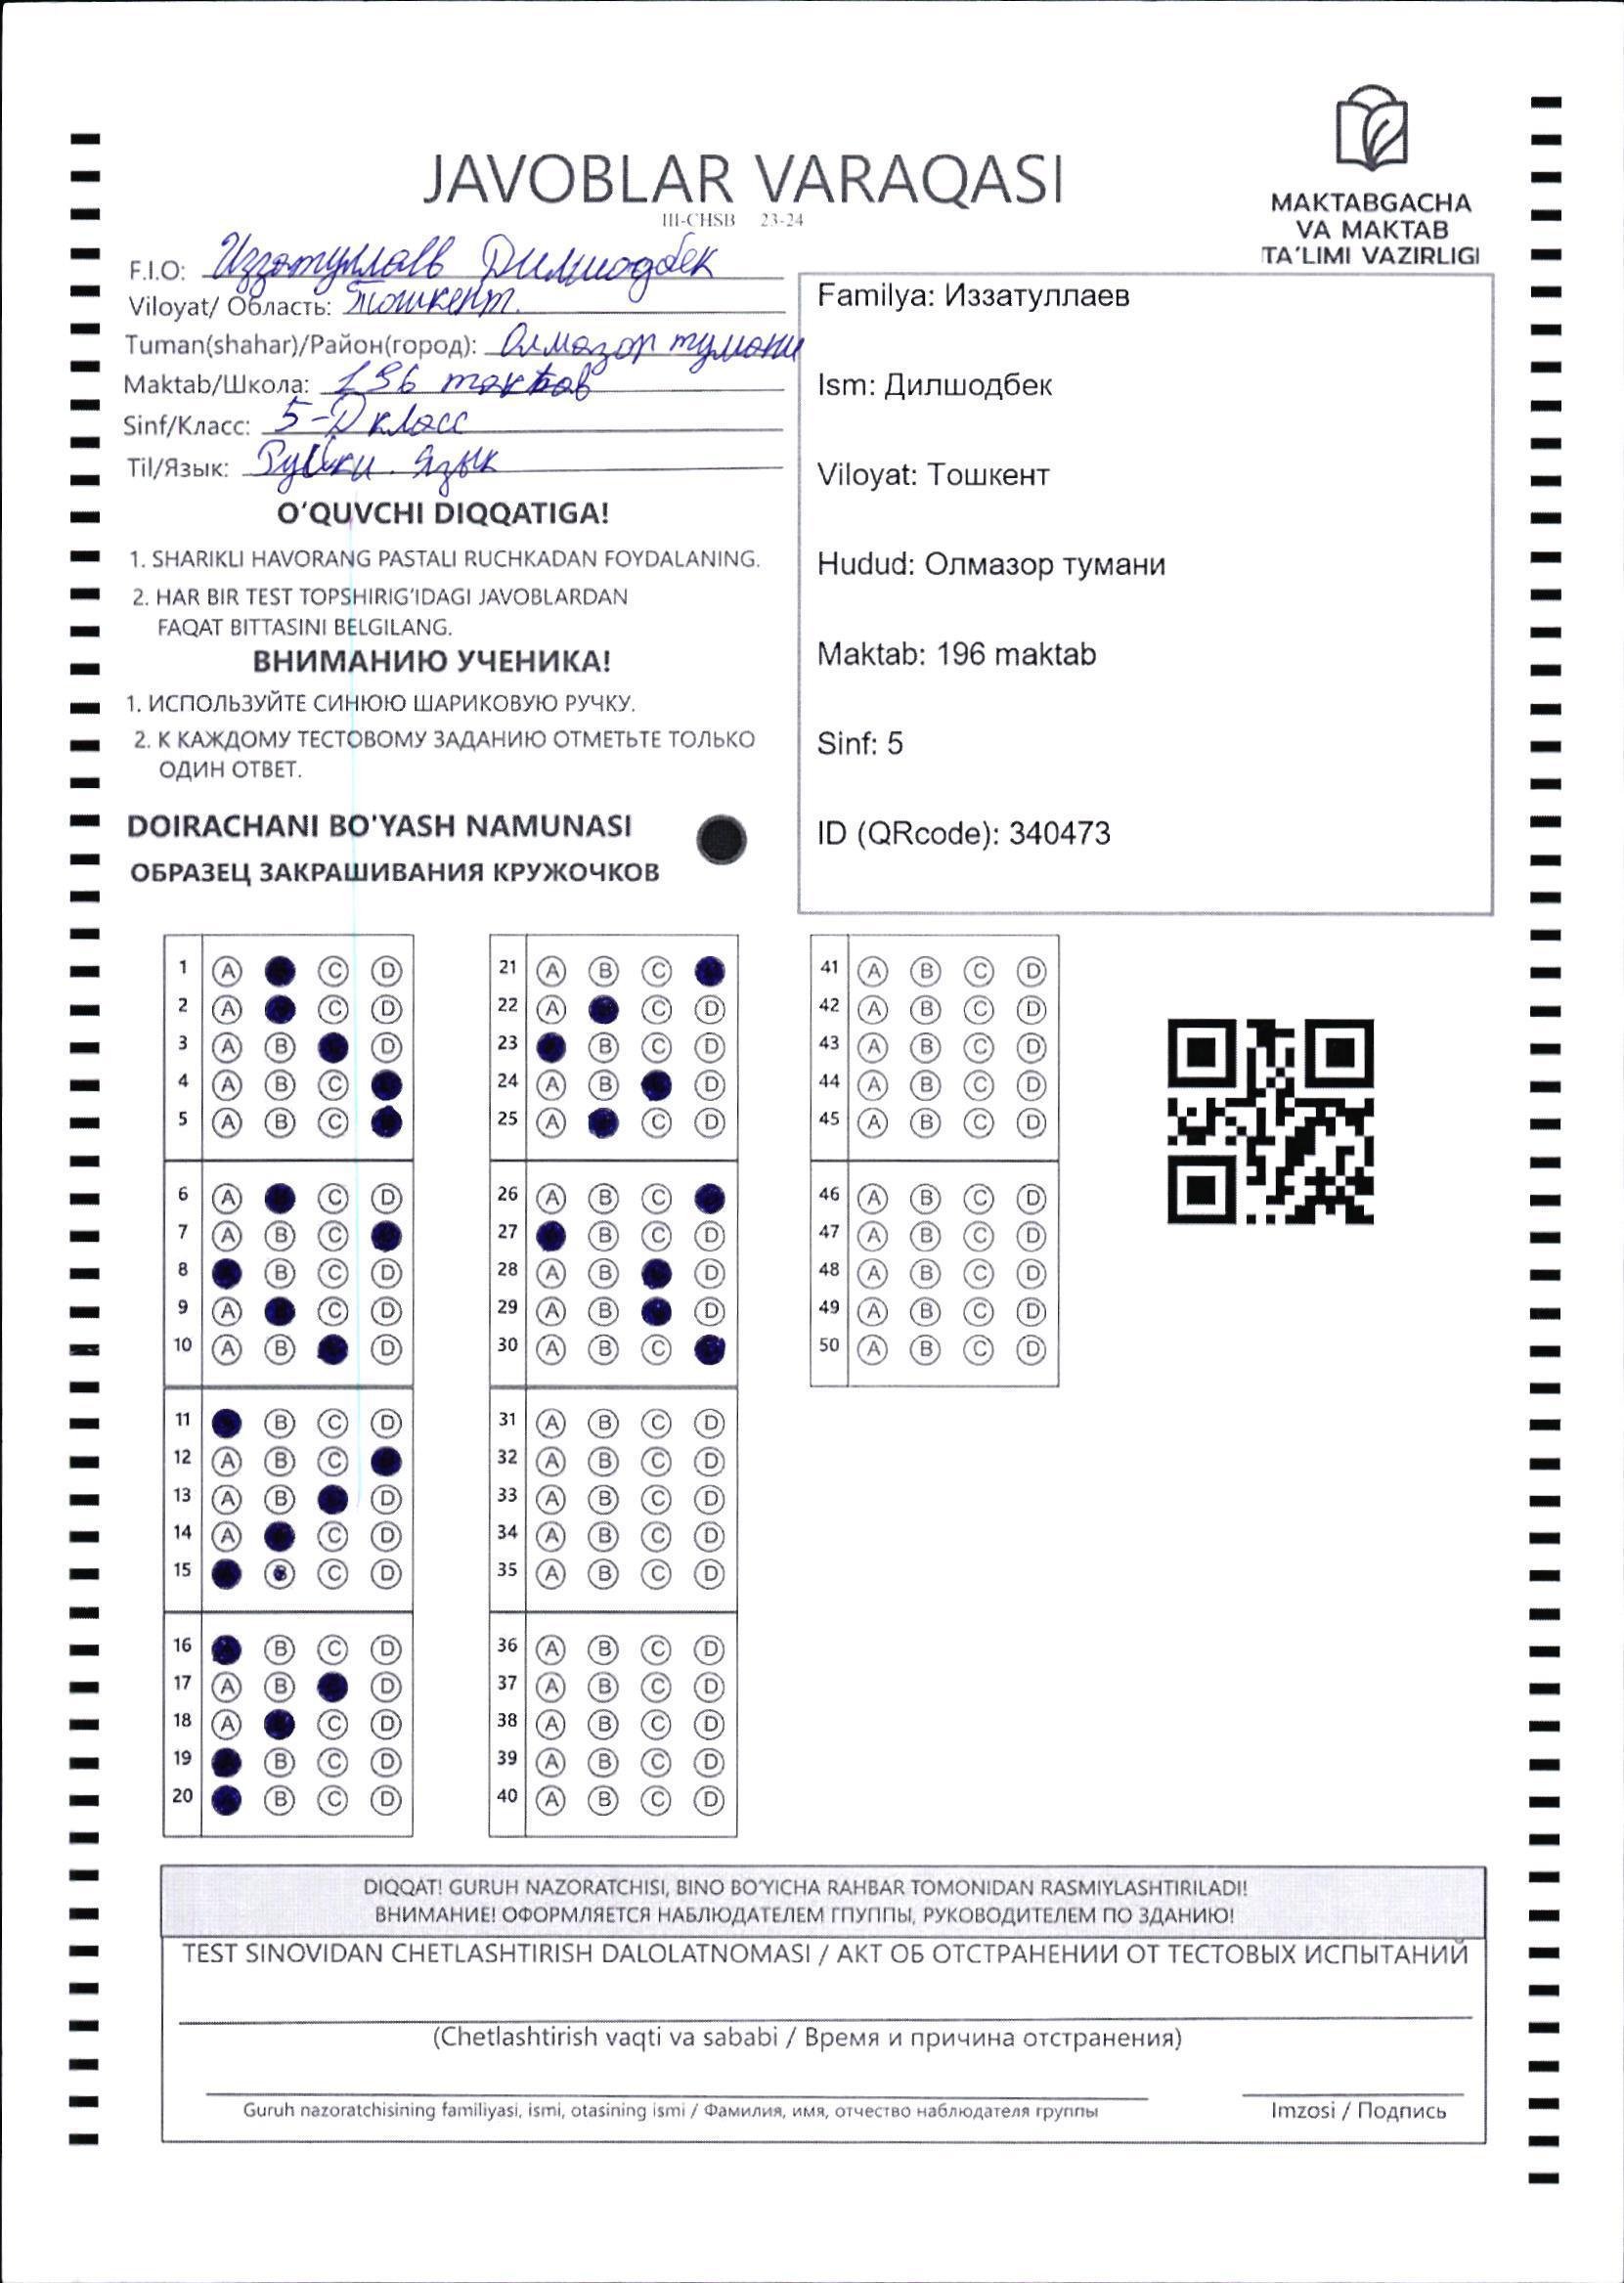 JAVOBLAR VARAQASI
III-CHSB 23-24
MAKTABGACHA
VA MAKTAB
TA'LIMI VAZIRLIGI
F.I.O: Иззатуллаев Дилшодбек
Viloyat/ Область: Тошкент.
Tuman(shahar)/Район(город): Олмазор тумани
Maktab/Школа: 196 мактав
Sinf/Класс: 5-D класс
Til/Язык: язык
Familya: Иззатуллаев
Ism: Дилшодбек
Viloyat: Тошкент
Hudud: Олмазор тумани
Maktab: 196 maktab
Sinf: 5
ID (QRcode): 340473
O'QUVCHI DIQQATIGA!
1. SHARIKLI HAVORANG PASTALI RUCHKADAN FOYDALANING.
2. HAR BIR TEST TOPSHIRIG'IDAGI JAVOBLARDAN
FAQAT BITTASINI BELGILANG.
ВНИМАНИЮ УЧЕНИКА!
1. ИСПОЛЬЗУЙТЕ СИНЮЮ ШАРИКОВУЮ РУЧКУ.
2. К КАЖДОМУ ТЕСТОВОМУ ЗАДАНИЮ ОТМЕТЬТЕ ТОЛЬКО
ОДИН ОТВЕТ.
DOIRACHANI BO'YASH NAMUNASI
ОБРАЗЕЦ ЗАКРАШИВАНИЯ КРУЖОЧКОВ
1 A C D
2 A C D
3 A B D
4 A B C
5 A B C
6 A C D
7 A B C
8 B C D
9 A C D
10 A B D
11 B C D
12 A B C
13 A B D
14 A C D
15 B C D
16 B C D
17 A B D
18 A C D
19 B C D
20 B C D
21 A B C
22 A C D
23 B C D
24 A B D
25 A C D
26 A B C
27 B C D
28 A B D
29 A B D
30 A B C
31 A B C D
32 A B C D
33 A B C D
34 A B C D
35 A B C D
36 A B C D
37 A B C D
38 A B C D
39 A B C D
40 A B C D
41 A B C D
42 A B C D
43 A B C D
44 A B C D
45 A B C D
46 A B C D
47 A B C D
48 A B C D
49 A B C D
50 A B C D
DIQQAT! GURUH NAZORATCHISI, BINO BO'YICHA RAHBAR TOMONIDAN RASMIYLASHTIRILADI!
ВНИМАНИЕ! ОФОРМЛЯЕТСЯ НАБЛЮДАТЕЛЕМ ГПУППЫ, РУКОВОДИТЕЛЕМ ПО ЗДАНИЮ!
TEST SINOVIDAN CHETLASHTIRISH DALOLATNOMASI / АКТ ОБ ОТСТРАНЕНИИ ОТ ТЕСТОВЫХ ИСПЫТАНИЙ
(Chetlashtirish vaqti va sababi / Время и причина отстранения)
Guruh nazoratchisining familiyasi, ismi, otasining ismi / Фамилия, имя, отчество наблюдателя группы
Imzosi / Подпись